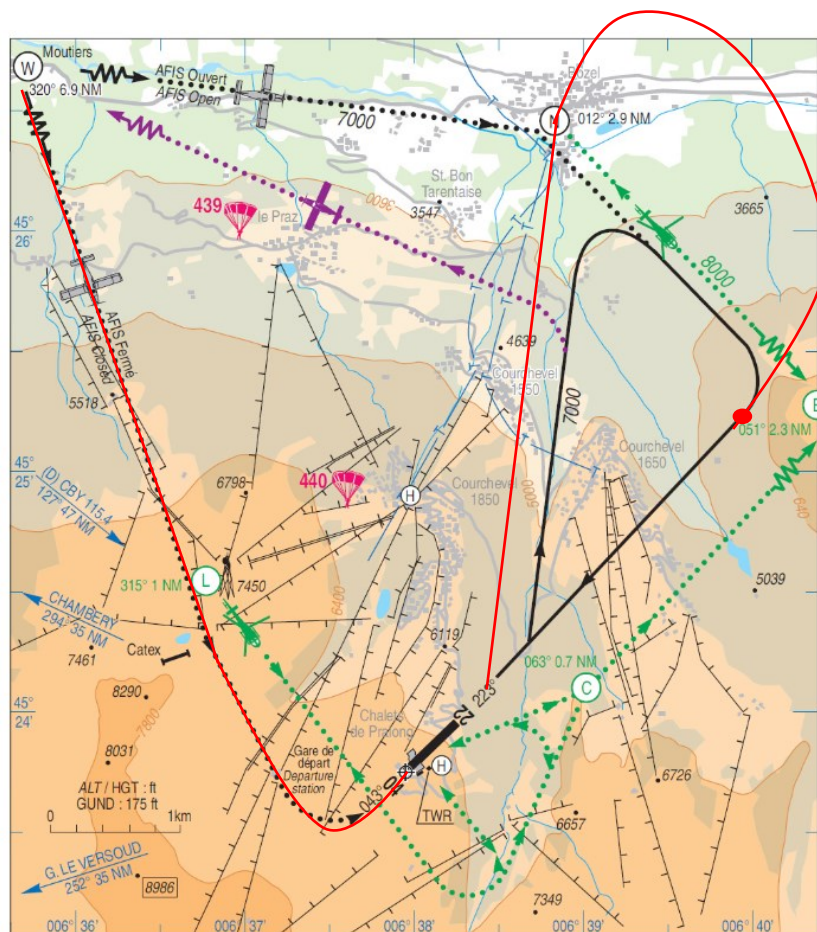 Moutiers
W
320° 6.9 NM
AFIS Ouvert
AFIS Open
7000
Bozel
N
012° 2.9 NM
St. Bon
Tarentaise
3547
3600
439
le Praz
3665
8000
45°
26'
AFIS Fermé
AFIS Closed
4639
Courchevel
1550
7000
5518
051° 2.3 NM
Courchevel
1650
45°
25'
6798
440
H
Courchevel
1850
6000
640
(D) CBY 115.4
127° 47 NM
315° 1 NM
L
7450
5039
6400
CHAMBERY
294° 35 NM
7461
Catex
6119
063° 0.7 NM
C
223°
22
45°
24'
8290
7800
8031
Chalets
de
Gare de
départ
Departure
station
043°
H
TWR
6726
6657
ALT / HGT : ft
GUND : 175 ft
0
1km
G. LE VERSOUD
252° 35 NM
8986
7349
006° 36'
006° 37'
006° 38'
006° 39'
006° 40'